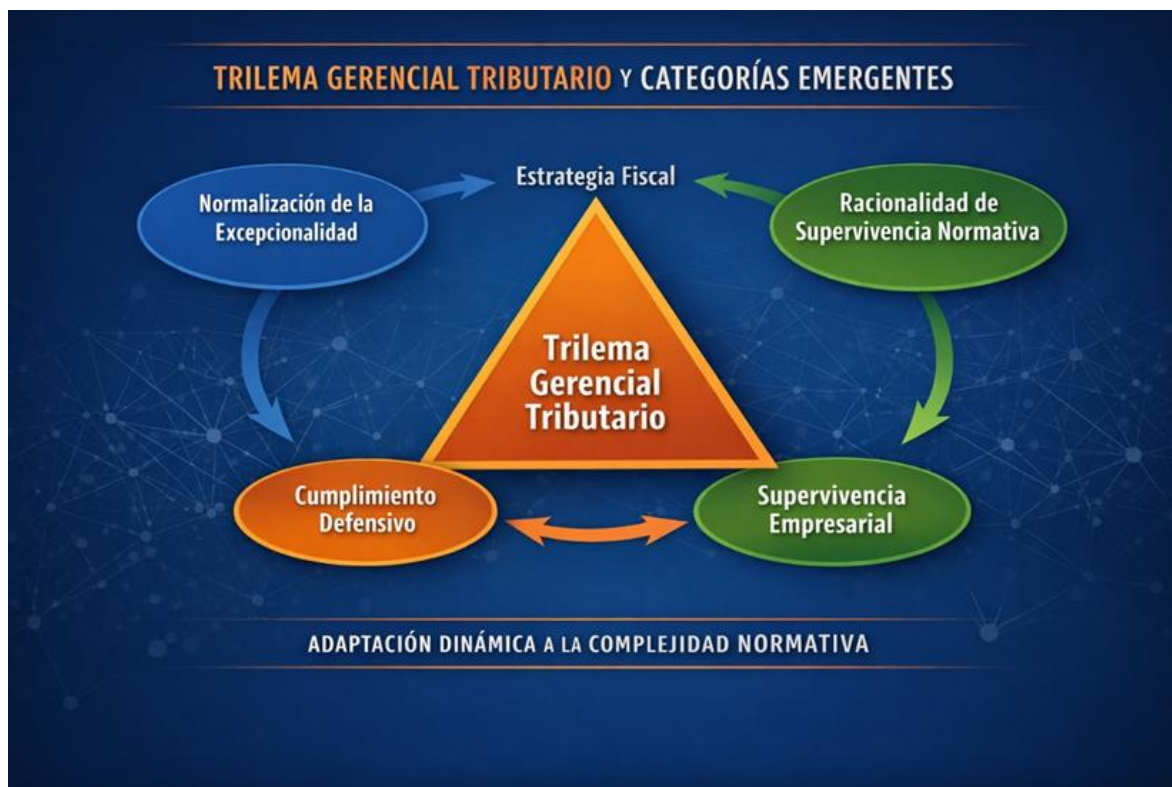 TRILEMA GERENCIAL TRIBUTARIO Y CATEGORÍAS EMERGENTES
Estrategia Fiscal
Normalización de la
Excepcionalidad
Racionalidad de
Supervivencia Normativa
Trilema
Gerencial
Tributario
Cumplimiento
Defensivo
Supervivencia
Empresarial
ADAPTACIÓN DINÁMICA A LA COMPLEJIDAD NORMATIVA